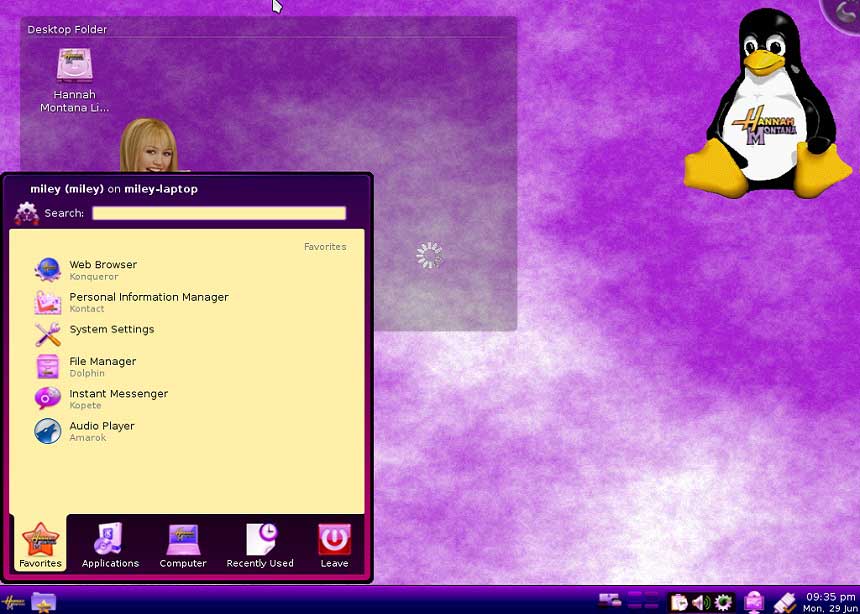 Desktop Folder
Hannah
Montana Li...
HANNAH
MONTANA
miley (miley) on miley-laptop
Search:
Favorites
Web Browser
Konqueror
Personal Information Manager
Kontact
System Settings
File Manager
Dolphin
Instant Messenger
Kopete
Audio Player
Amarok
Favorites
Applications
Computer
Recently Used
Leave
09:35 pm
Mon, 29 Jun